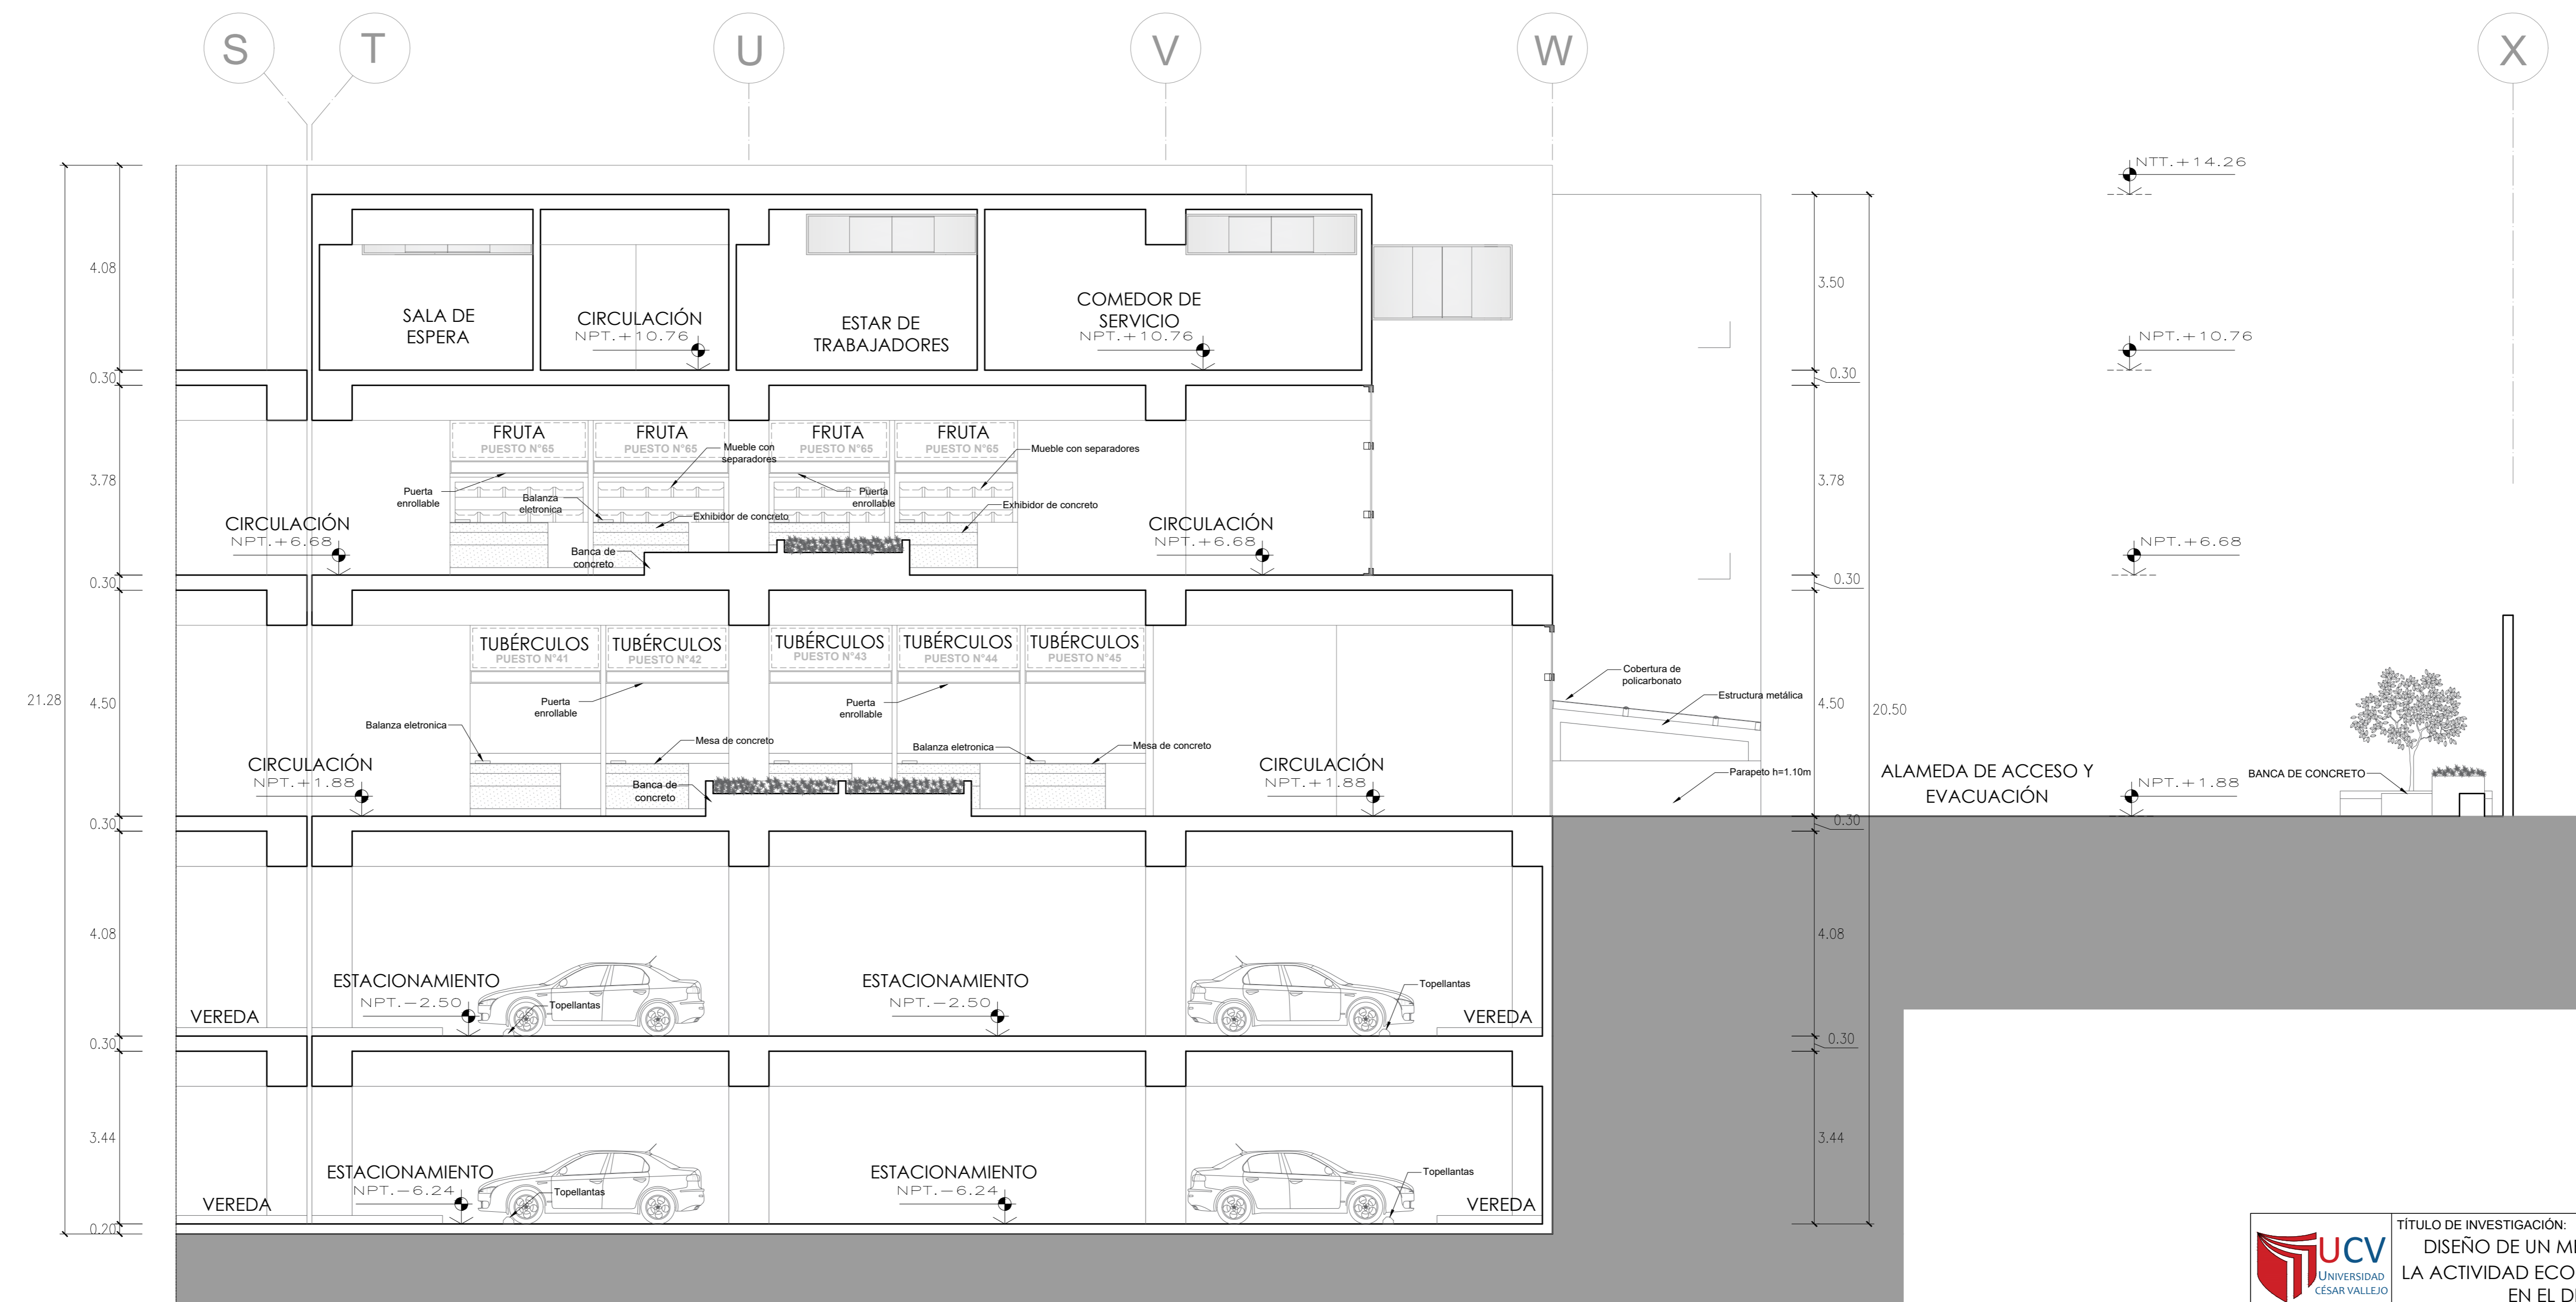 S
T
U
V
W
X
NTT.+14.26
4.08
3.50
SALA DE
ESPERA
CIRCULACIÓN
NPT.+10.76
ESTAR DE
TRABAJADORES
COMEDOR DE
SERVICIO
NPT.+10.76
NPT.+10.76
0.30
0.30
FRUTA
PUESTO N°65
FRUTA
PUESTO N°65
FRUTA
PUESTO N°65
FRUTA
PUESTO N°65
Mueble con
separadores
Mueble con separadores
3.78
3.78
Puerta
enrollable
Balanza
eletronica
Puerta
enrollable
Exhibidor de concreto
Exhibidor de concreto
CIRCULACIÓN
NPT.+6.68
Banca de
concreto
CIRCULACIÓN
NPT.+6.68
NPT.+6.68
0.30
0.30
TUBÉRCULOS
PUESTO N°41
TUBÉRCULOS
PUESTO N°42
TUBÉRCULOS
PUESTO N°43
TUBÉRCULOS
PUESTO N°44
TUBÉRCULOS
PUESTO N°45
Cobertura de
policarbonato
Estructura metálica
21.28
4.50
4.50
20.50
Puerta
enrollable
Puerta
enrollable
Balanza eletronica
Mesa de concreto
Balanza eletronica
Mesa de concreto
CIRCULACIÓN
NPT.+1.88
Banca de
concreto
CIRCULACIÓN
NPT.+1.88
Parapeto h=1.10m
ALAMEDA DE ACCESO Y
EVACUACIÓN
NPT.+1.88
BANCA DE CONCRETO
0.30
0.30
4.08
4.08
ESTACIONAMIENTO
NPT.-2.50
Topellantas
ESTACIONAMIENTO
NPT.-2.50
Topellantas
VEREDA
VEREDA
0.30
0.30
3.44
3.44
ESTACIONAMIENTO
NPT.-6.24
Topellantas
ESTACIONAMIENTO
NPT.-6.24
Topellantas
VEREDA
VEREDA
0.20
UCV
UNIVERSIDAD
CÉSAR VALLEJO
TÍTULO DE INVESTIGACIÓN:
DISEÑO DE UN
LA ACTIVIDAD
EN EL